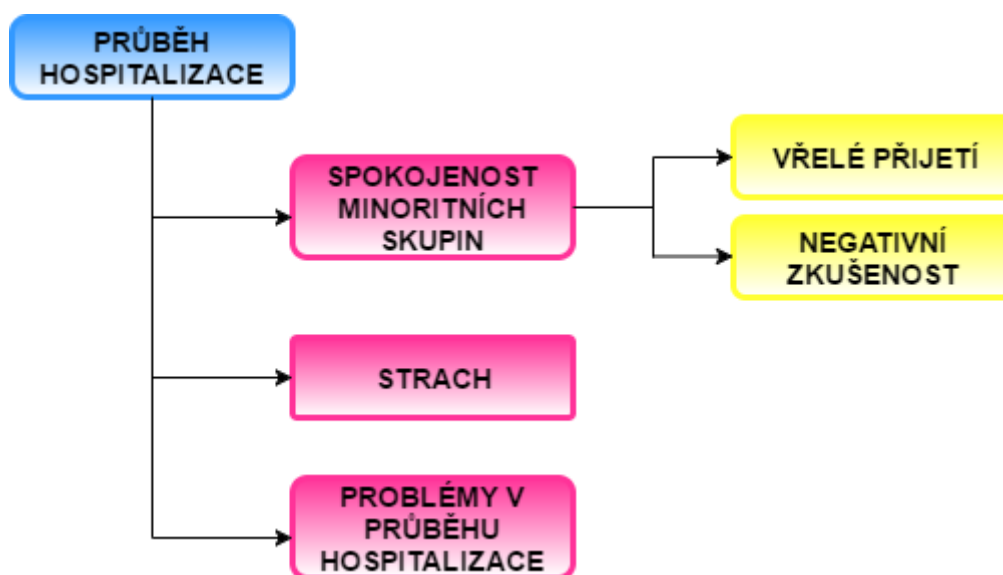 PRŮBĚH
HOSPITALIZACE
SPOKOJENOST
MINORITNÍCH
SKUPIN
VŘELÉ PŘIJETÍ
NEGATIVNÍ
ZKUŠENOST
STRACH
PROBLÉMY V
PRŮBĚHU
HOSPITALIZACE